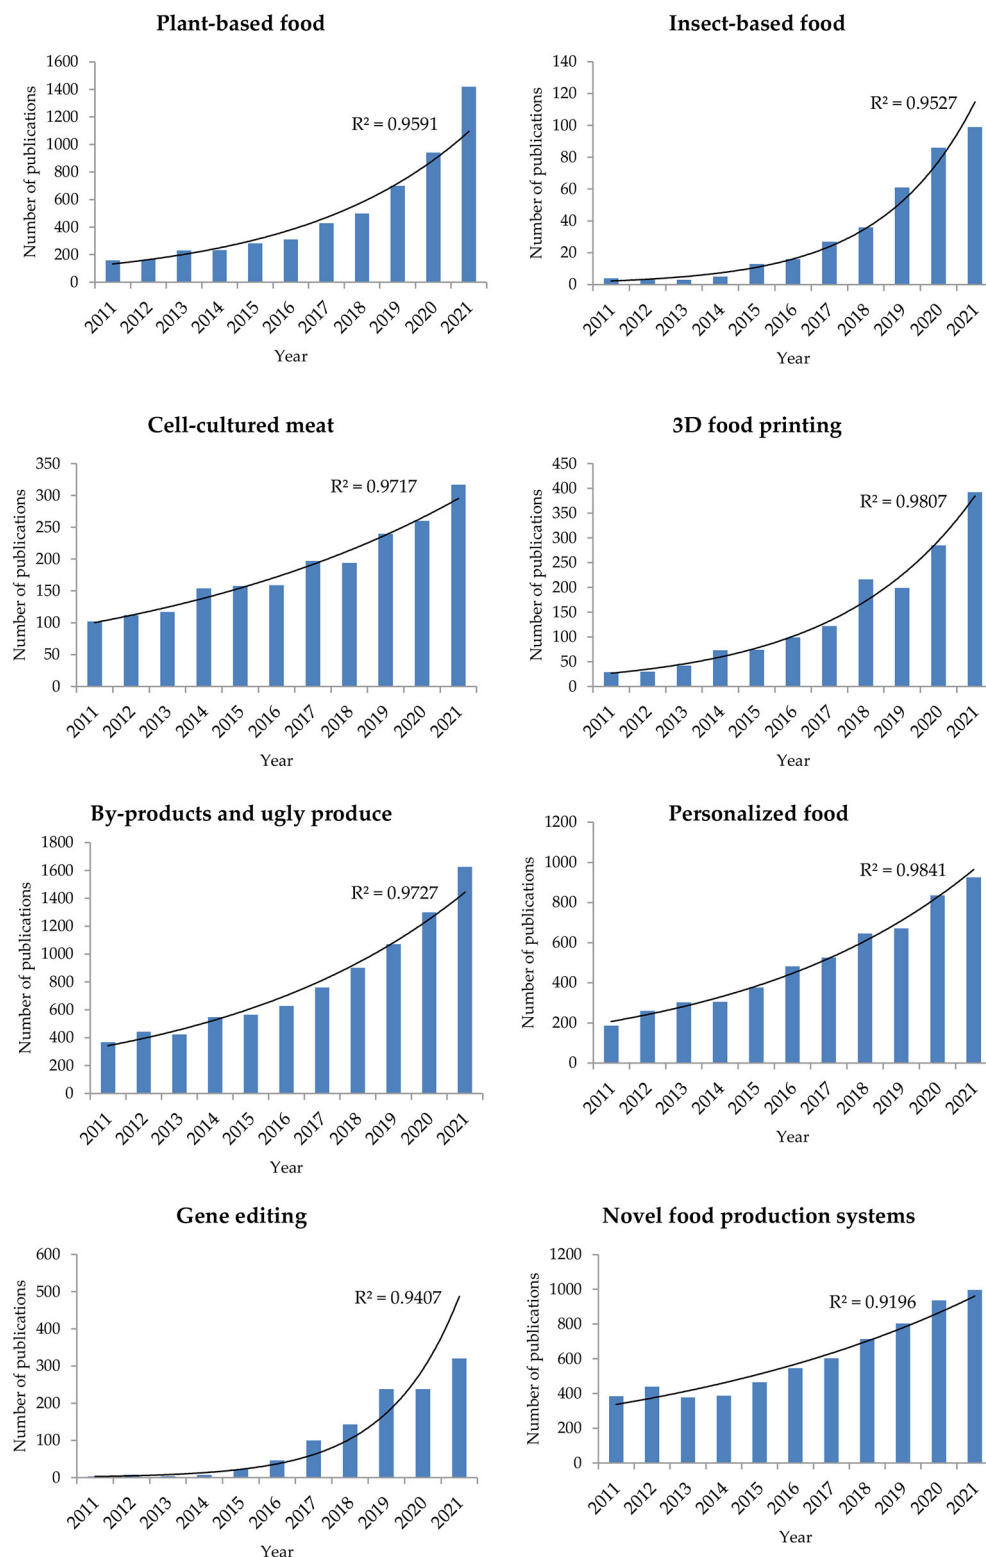 Plant-based food
1600
1400
1200
1000
800
600
400
200
0
Number of publications
R² = 0.9591
2011 2012 2013 2014 2015 2016 2017 2018 2019 2020 2021
Year
Insect-based food
140
120
100
80
60
40
20
0
Number of publications
R² = 0.9527
2011 2012 2013 2014 2015 2016 2017 2018 2019 2020 2021
Year
Cell-cultured meat
350
300
250
200
150
100
50
0
Number of publications
R² = 0.9717
2011 2012 2013 2014 2015 2016 2017 2018 2019 2020 2021
Year
3D food printing
450
400
350
300
250
200
150
100
50
0
Number of publications
R² = 0.9807
2011 2012 2013 2014 2015 2016 2017 2018 2019 2020 2021
Year
By-products and ugly produce
1800
1600
1400
1200
1000
800
600
400
200
0
Number of publications
R² = 0.9727
2011 2012 2013 2014 2015 2016 2017 2018 2019 2020 2021
Year
Personalized food
1200
1000
800
600
400
200
0
Number of publications
R² = 0.9841
2011 2012 2013 2014 2015 2016 2017 2018 2019 2020 2021
Year
Gene editing
600
500
400
300
200
100
0
Number of publications
R² = 0.9407
2011 2012 2013 2014 2015 2016 2017 2018 2019 2020 2021
Year
Novel food production systems
1200
1000
800
600
400
200
0
Number of publications
R² = 0.9196
2011 2012 2013 2014 2015 2016 2017 2018 2019 2020 2021
Year